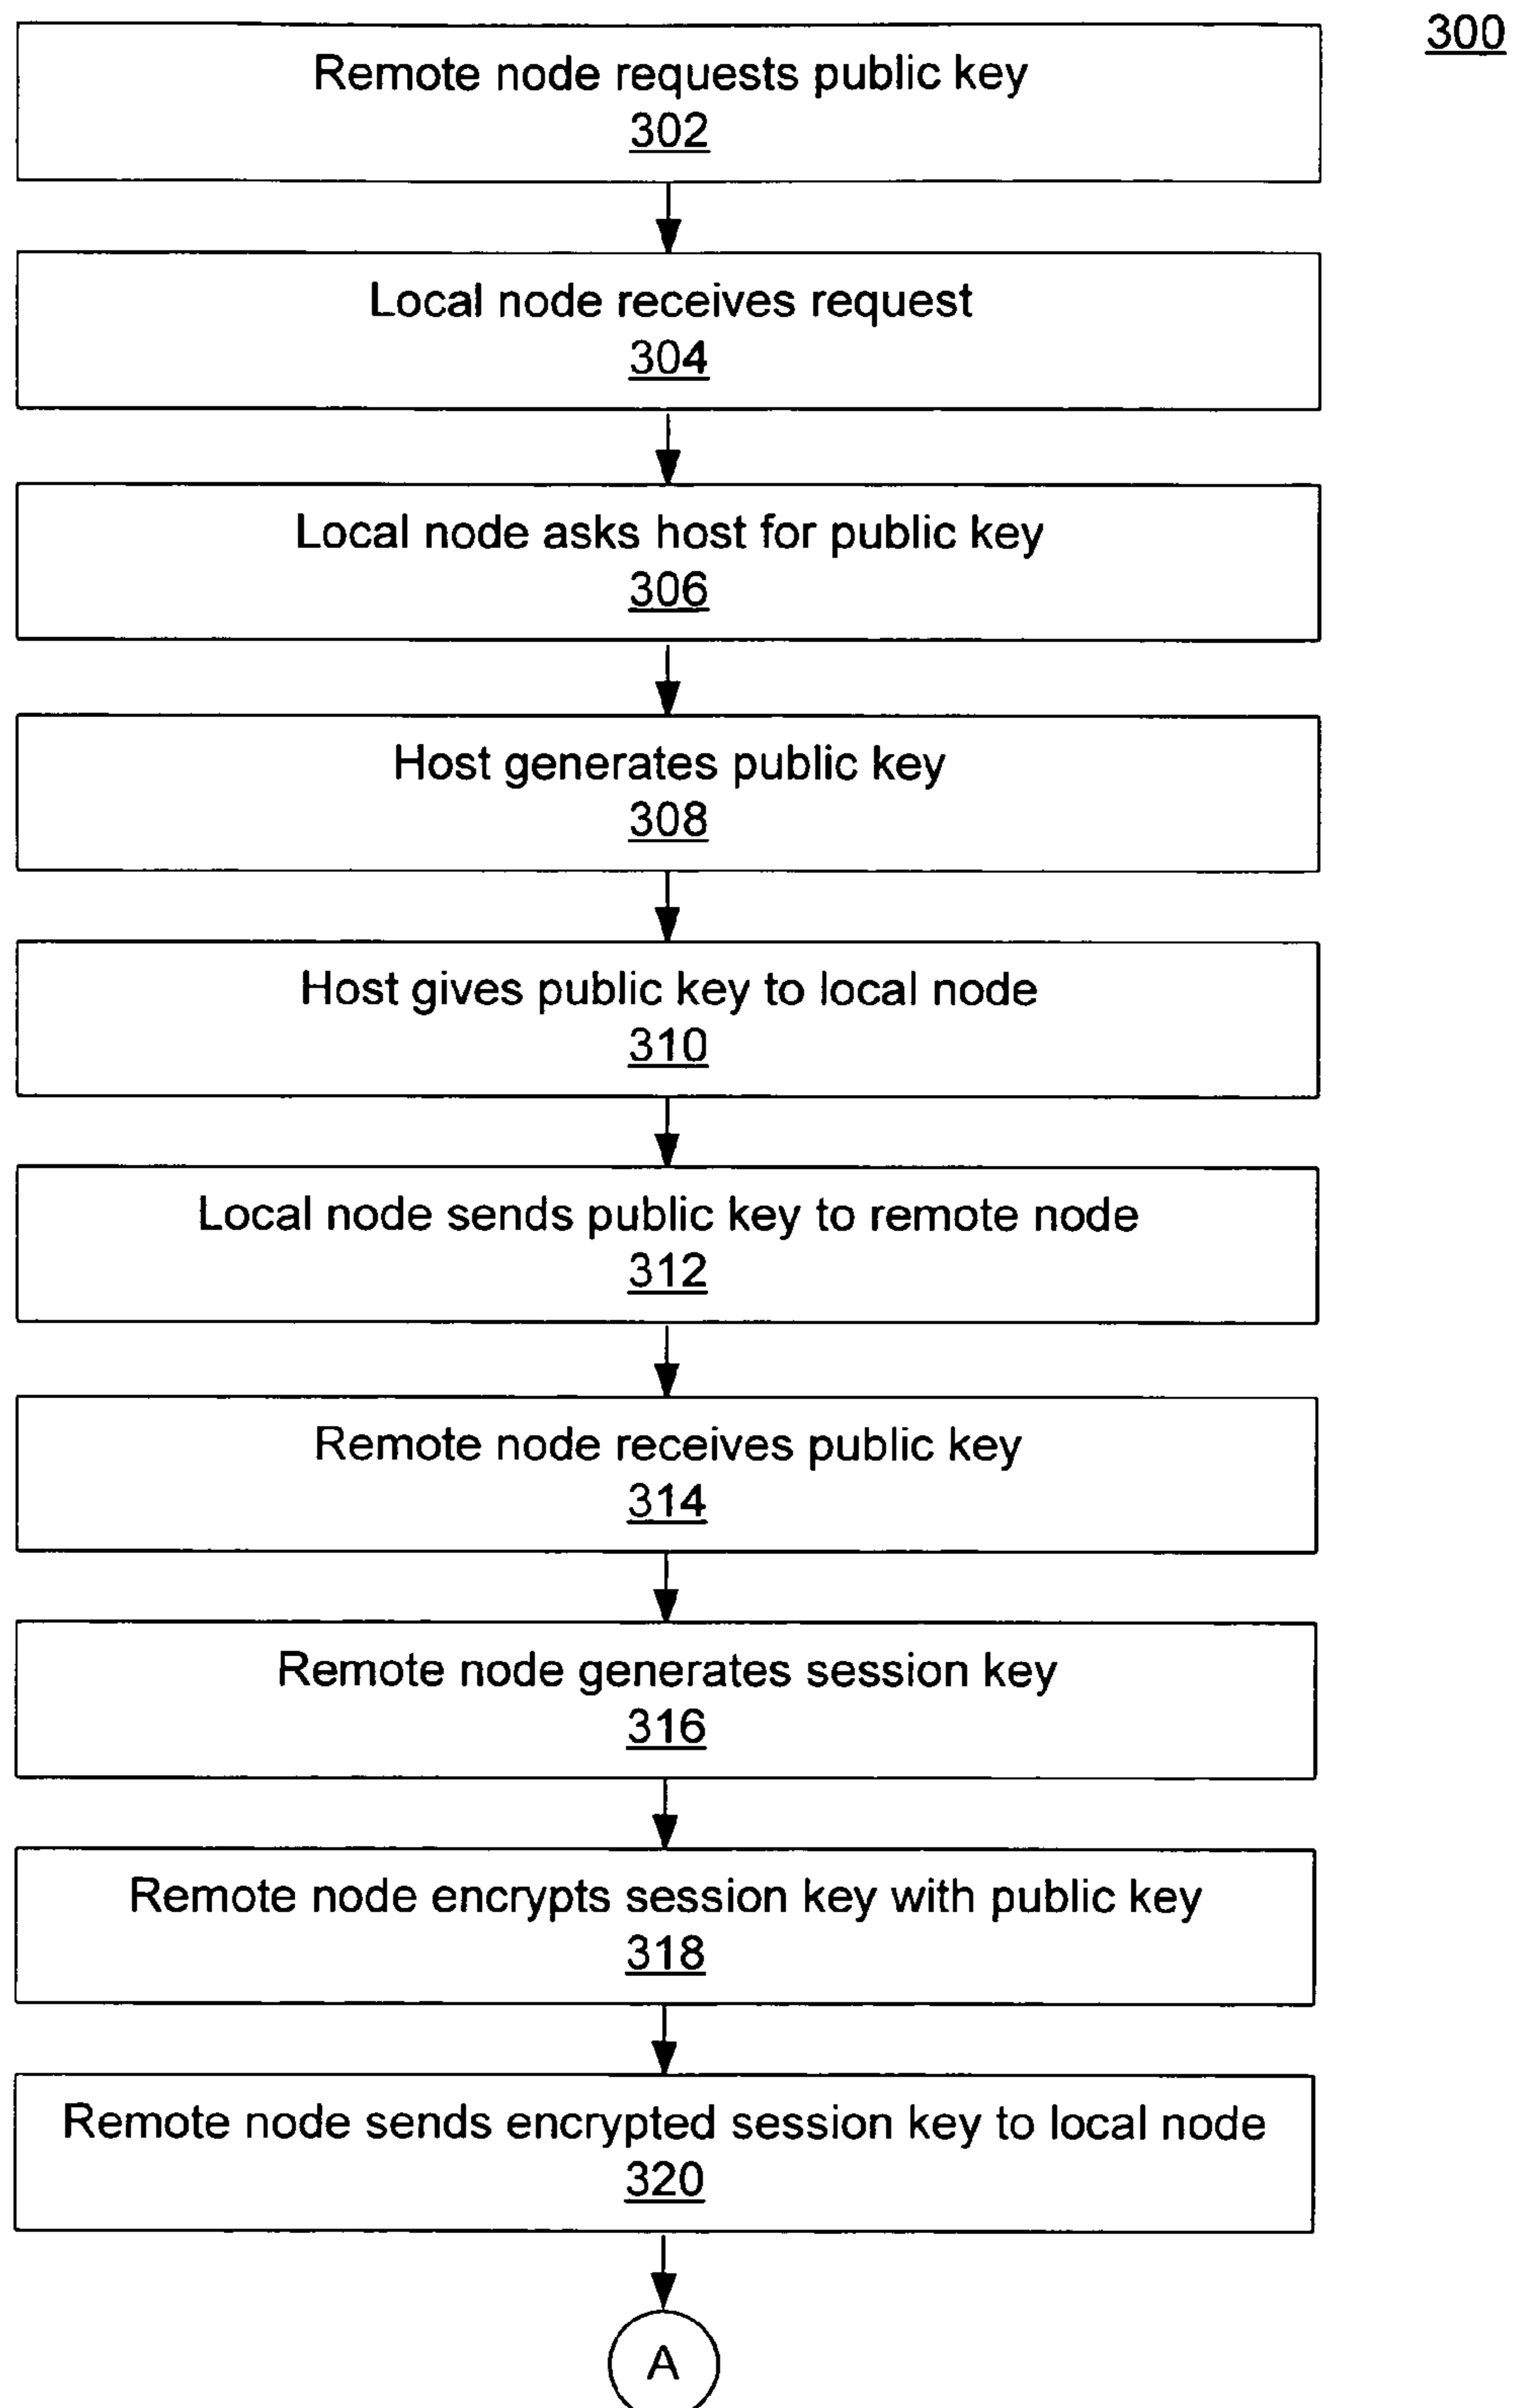 300
Remote node requests public key
302
Local node receives request
304
Local node asks host for public key
306
Host generates public key
308
Host gives public key to local node
310
Local node sends public key to remote node
312
Remote node receives public key
314
Remote node generates session key
316
Remote node encrypts session key with public key
318
Remote node sends encrypted session key to local node
320
A